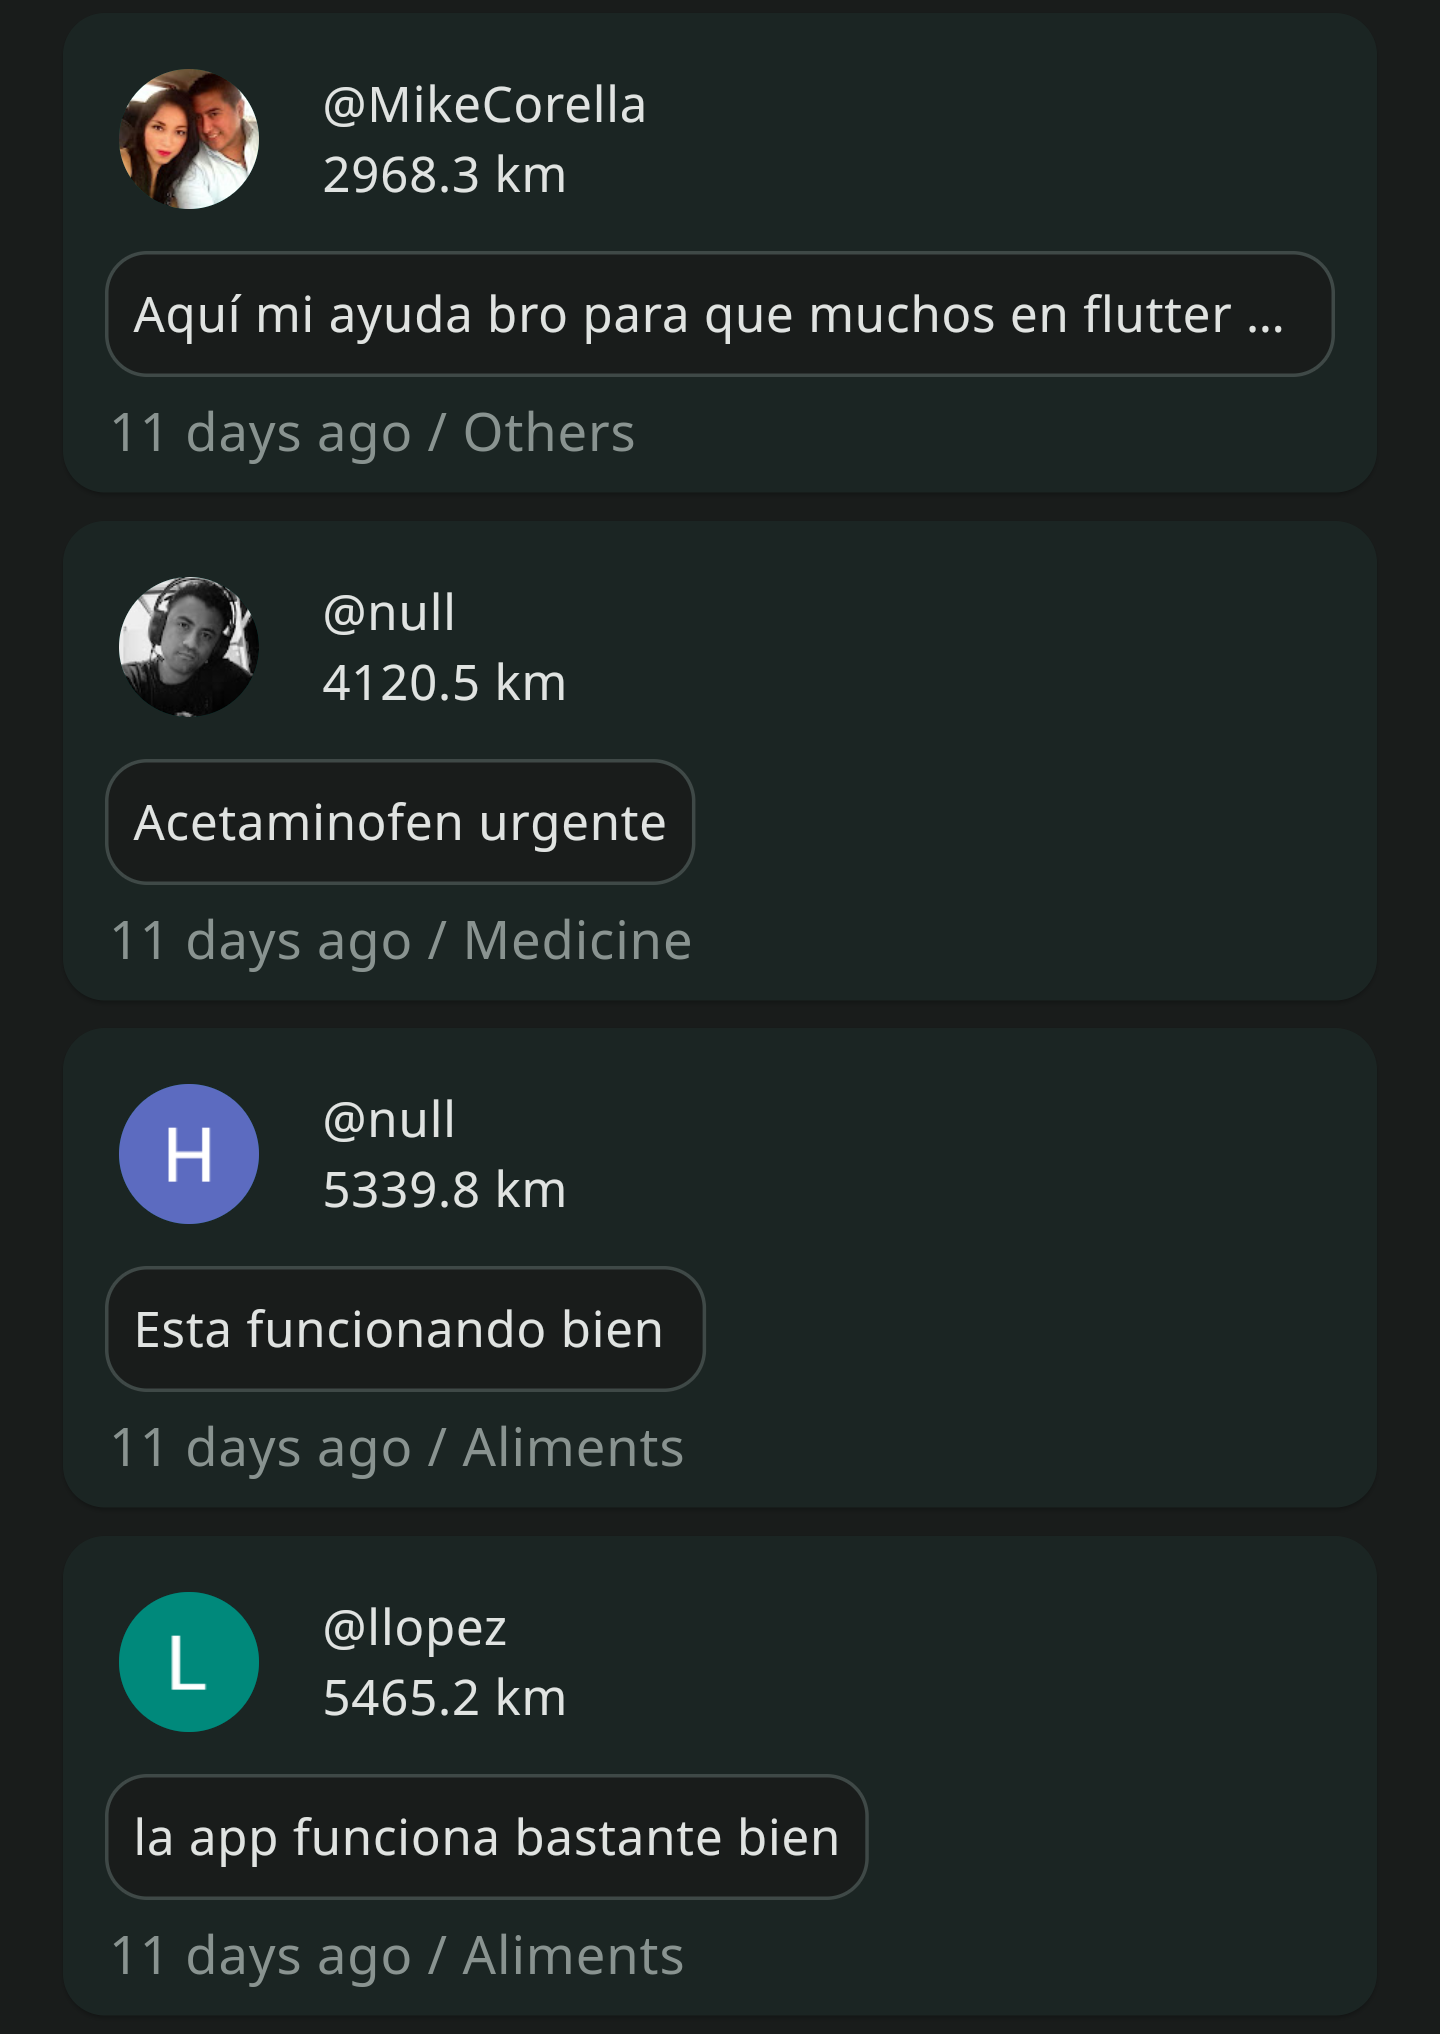 @MikeCorella
2968.3 km
Aquí mi ayuda bro para que muchos en flutter ...
11 days ago / Others
@null
4120.5 km
Acetaminofen urgente
11 days ago / Medicine
H
@null
5339.8 km
Esta funcionando bien
11 days ago / Aliments
L
@llopez
5465.2 km
la app funciona bastante bien
11 days ago / Aliments